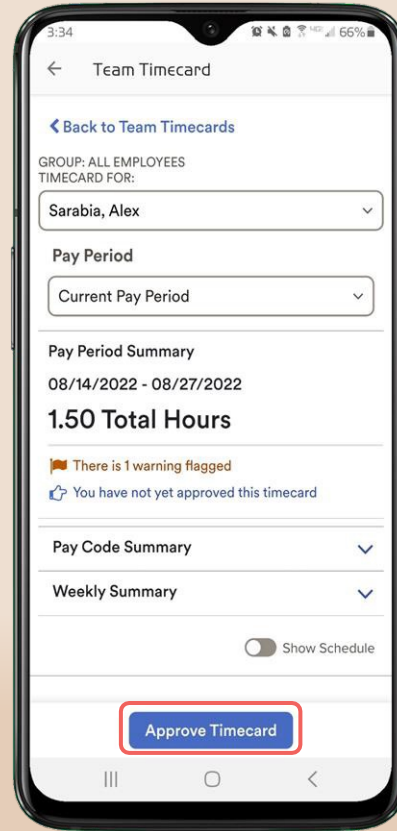 3:34
66%
Team Timecard
Back to Team Timecards
GROUP: ALL EMPLOYEES
TIMECARD FOR:
Sarabia, Alex
Pay Period
Current Pay Period
Pay Period Summary
08/14/2022 - 08/27/2022
1.50 Total Hours
There is 1 warning flagged
You have not yet approved this timecard
Pay Code Summary
Weekly Summary
Show Schedule
Approve Timecard